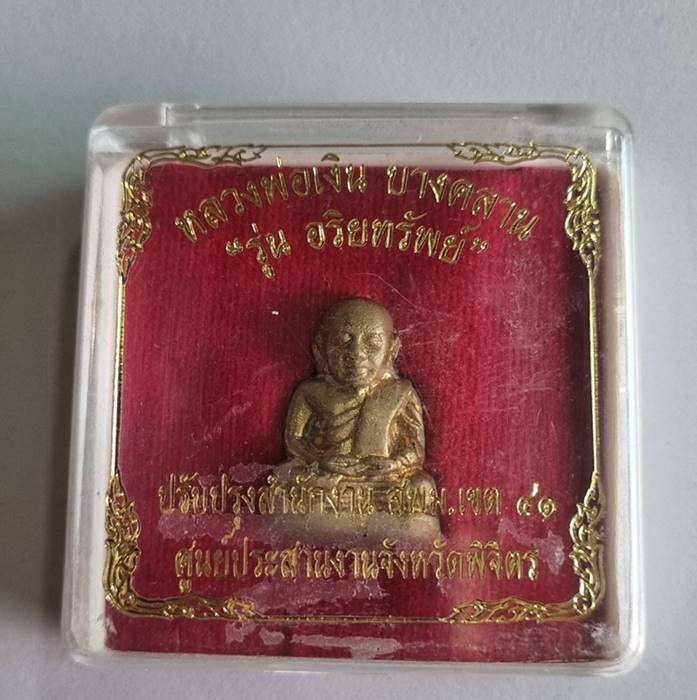 หลวงพ่อเงิน บางคลาน
“รุ่น อริยทรัพย์”
ปรับปรุงสำนักงาน สพม.เขต ๔๑
ศูนย์ประสานงานจังหวัดพิจิตร